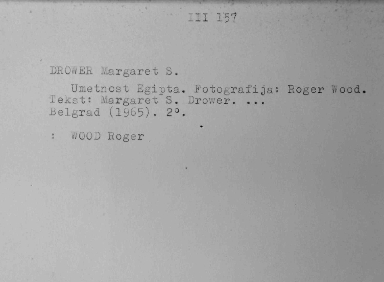 III 157
DROWER Margaret S.
Umetnost Egipta. Fotografija: Roger Wood.
Tekst: Margaret S. Drower. ...
Belgrad (1965). 2°.
: WOOD Roger